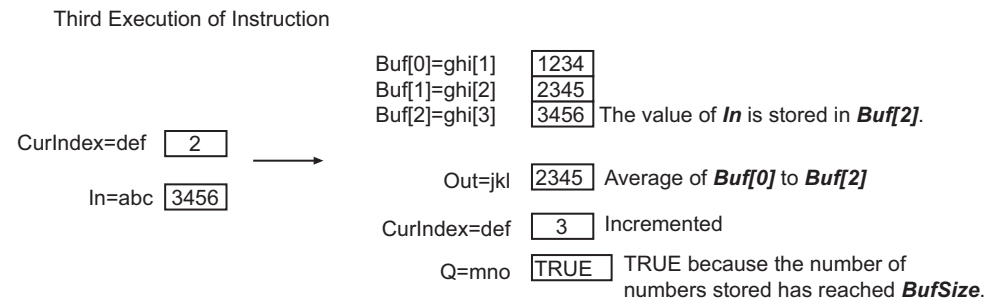 Third Execution of Instruction
Buf[0]=ghi[1] 1234
Buf[1]=ghi[2] 2345
Buf[2]=ghi[3] 3456 The value of In is stored in Buf[2].
CurIndex=def 2
In=abc 3456
Out=jkl 2345 Average of Buf[0] to Buf[2]
CurIndex=def 3 Incremented
Q=mno TRUE TRUE because the number of
numbers stored has reached BufSize.